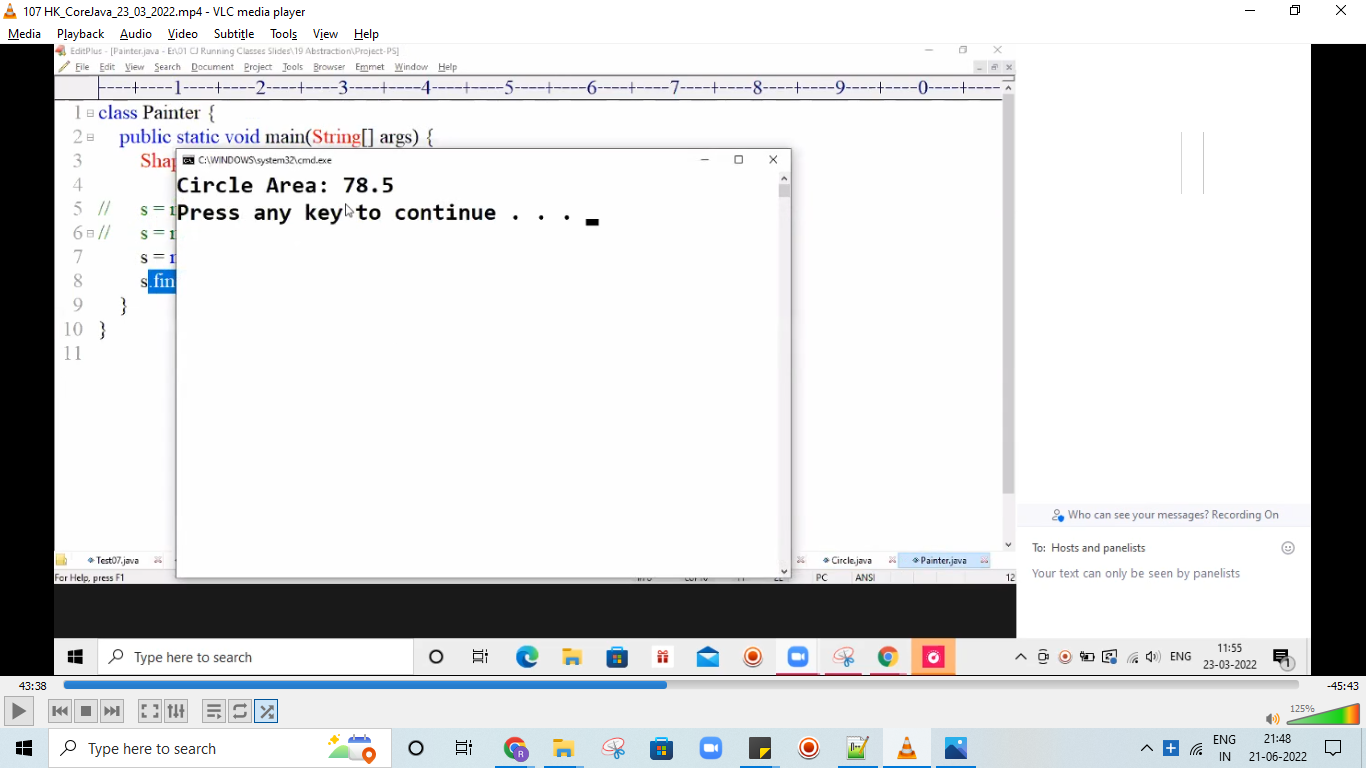 107 HK_CoreJava_23_03_2022.mp4 - VLC media player
Media Playback Audio Video Subtitle Tools View Help
EditPlus - [Painter.java - E:\01 CJ Running Classes Slides\19 Abstraction\Project-PS]
File Edit View Search Document Project Tools Browser Emmet Window Help
|----+----1----+----2----+----3----+----4----+----5----+----6----+----7----+----8----+----9----+----0----+----
1 class Painter {
2 public static void main(String[] args) {
3 Shap
4
5 // s = n
6 // s = n
7 s = n
8 s.fin
9 }
10 }
11
C:\WINDOWS\system32\cmd.exe
Circle Area: 78.5
Press any key to continue . . .
Who can see your messages? Recording On
To: Hosts and panelists
Your text can only be seen by panelists
Test07.java Circle.java Painter.java
For Help, press F1 PC ANSI 12
Type here to search
ENG
11:55
23-03-2022
1
43:38
-45:43
125%
Type here to search
ENG
IN
21:48
21-06-2022